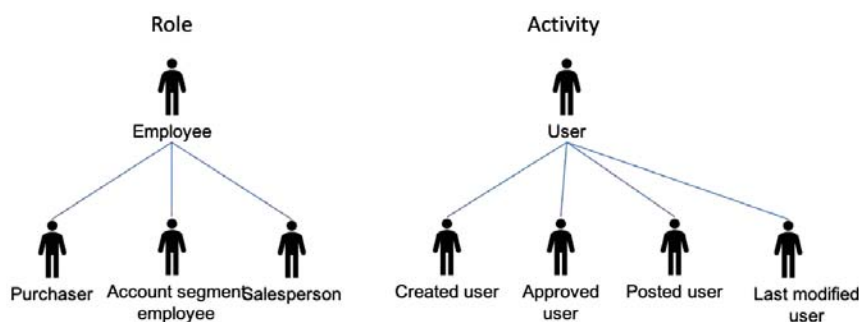 Role
Activity
Employee
User
Purchaser
Account segment
employee
Salesperson
Created user
Approved
user
Posted user
Last modified
user